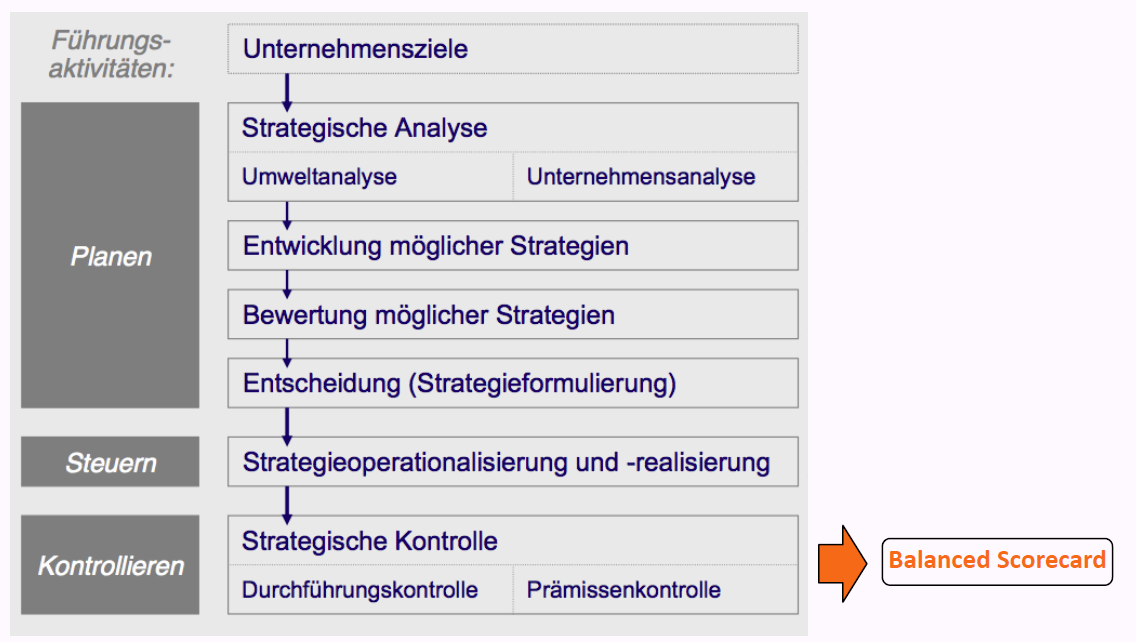 Führungs-
aktivitäten:
Unternehmensziele
Planen
Strategische Analyse
Umweltanalyse
Unternehmensanalyse
Entwicklung möglicher Strategien
Bewertung möglicher Strategien
Entscheidung (Strategieformulierung)
Steuern
Strategieoperationalisierung und -realisierung
Kontrollieren
Strategische Kontrolle
Durchführungskontrolle
Prämissenkontrolle
Balanced Scorecard